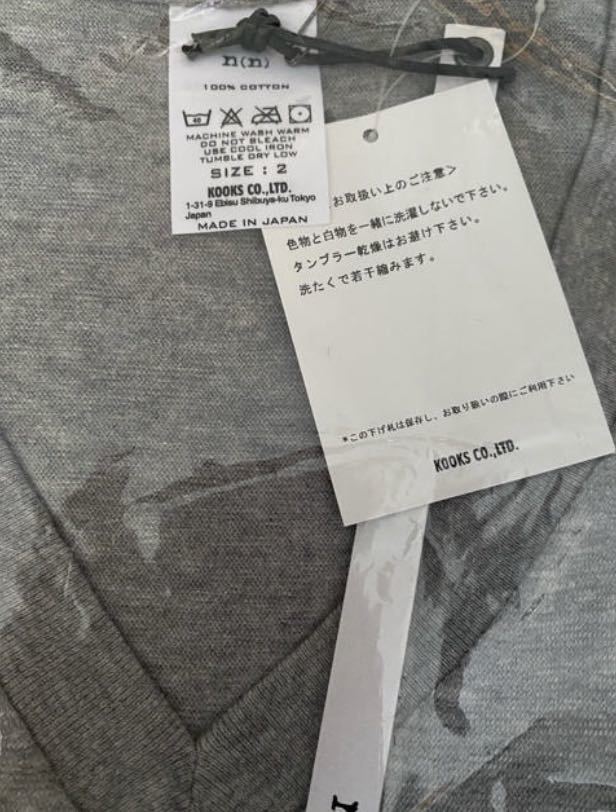 n(n)
100% COTTON
40
MACHINE WASH WARM
DO NOT BLEACH
USE COOL IRON
TUMBLE DRY LOW
SIZE : 2
KOOKS CO.,LTD.
1-31-9 Ebisu Shibuya-ku Tokyo
Japan
MADE IN JAPAN
お取扱い上のご注意＞
色物と白物を一緒に洗濯しないで下さい。
タンブラー乾燥はお避け下さい。
洗たくで若干縮みます。
*この下げ札は保存し、お取り扱いの際にご利用下さい
KOOKS CO.,LTD.